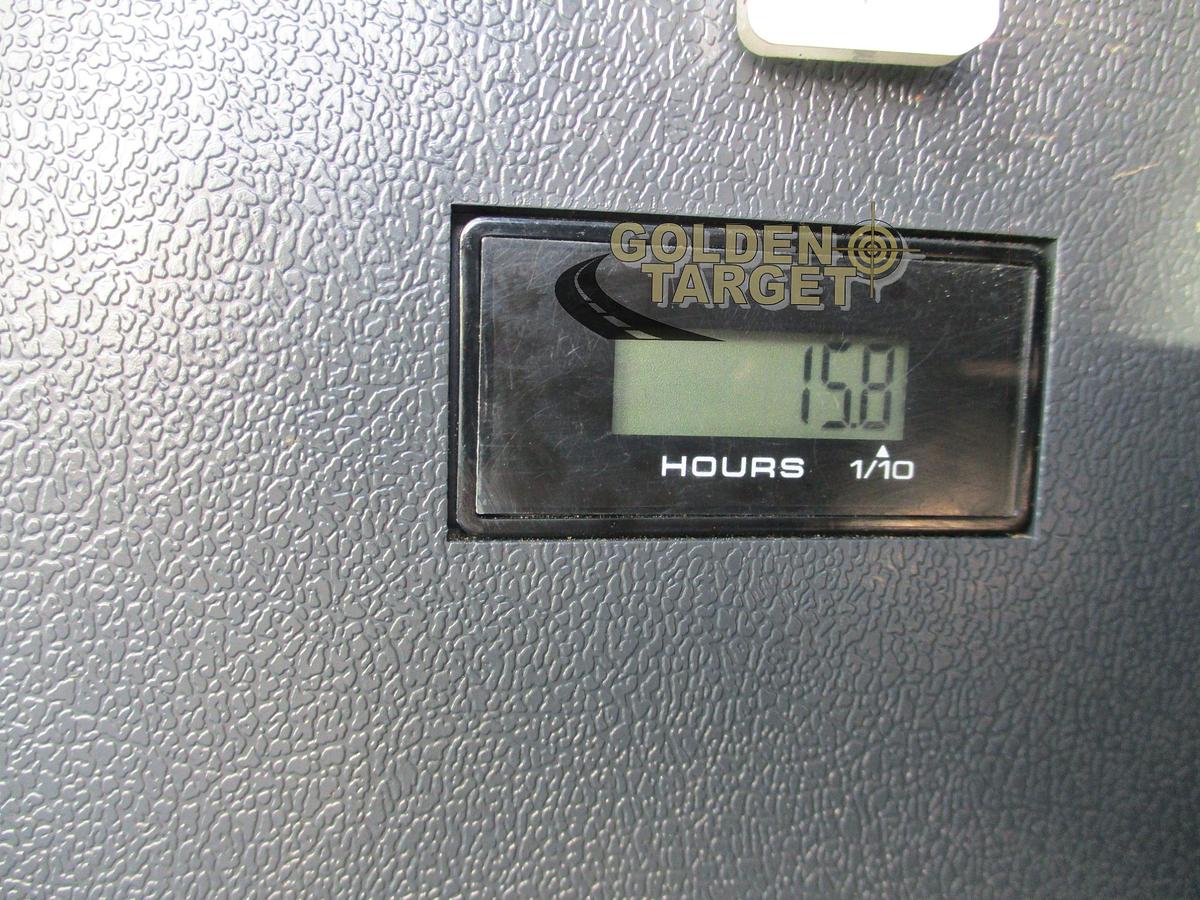 GOLDEN
TARGET
15.8
HOURS 1/10